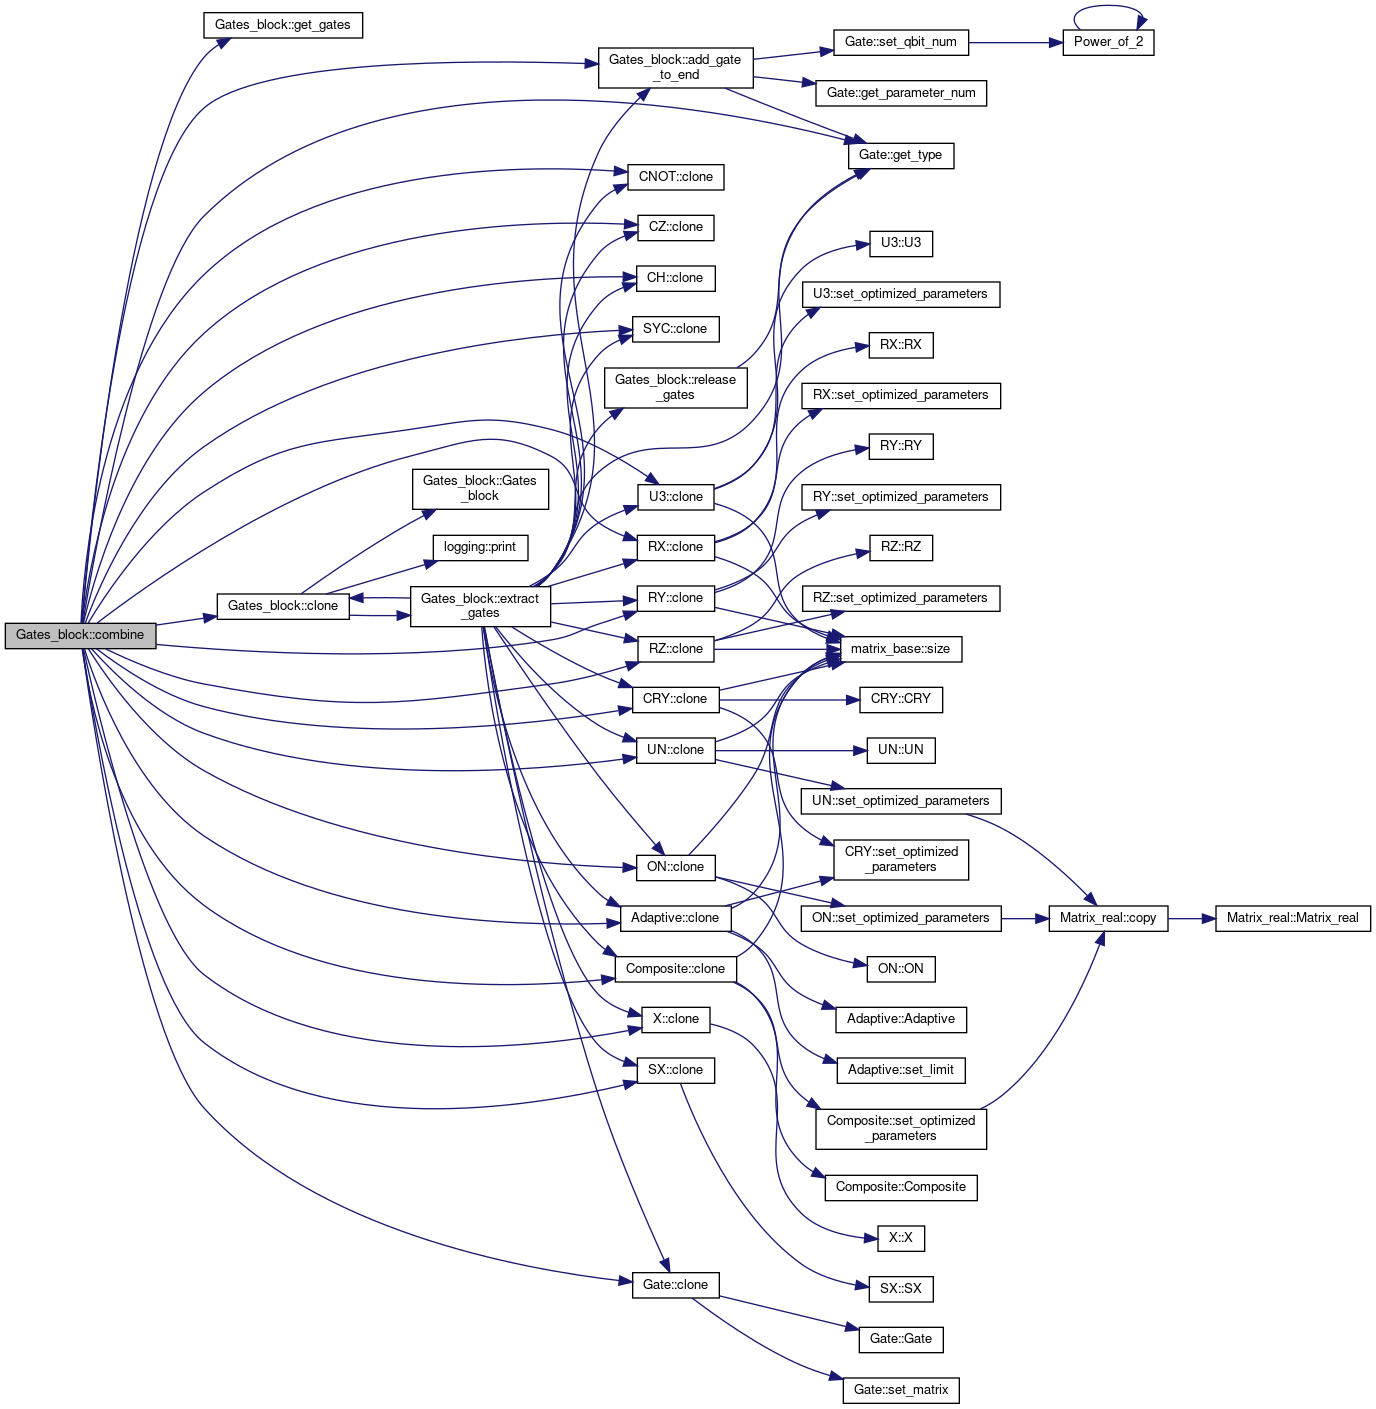 Gates_block::get_gates
Gates_block::add_gate
_to_end
Gate::set_qbit_num
Power_of_2
Gate::get_parameter_num
Gate::get_type
CNOT::clone
CZ::clone
U3::U3
CH::clone
U3::set_optimized_parameters
SYC::clone
RX::RX
Gates_block::release
_gates
RX::set_optimized_parameters
RY::RY
Gates_block::Gates
_block
U3::clone
RY::set_optimized_parameters
logging::print
RX::clone
RZ::RZ
Gates_block::clone
Gates_block::extract
_gates
RY::clone
RZ::set_optimized_parameters
Gates_block::combine
RZ::clone
matrix_base::size
CRY::clone
CRY::CRY
UN::clone
UN::UN
UN::set_optimized_parameters
ON::clone
CRY::set_optimized
_parameters
Adaptive::clone
ON::set_optimized_parameters
Matrix_real::copy
Matrix_real::Matrix_real
Composite::clone
ON::ON
X::clone
Adaptive::Adaptive
SX::clone
Adaptive::set_limit
Composite::set_optimized
_parameters
Composite::Composite
X::X
Gate::clone
SX::SX
Gate::Gate
Gate::set_matrix